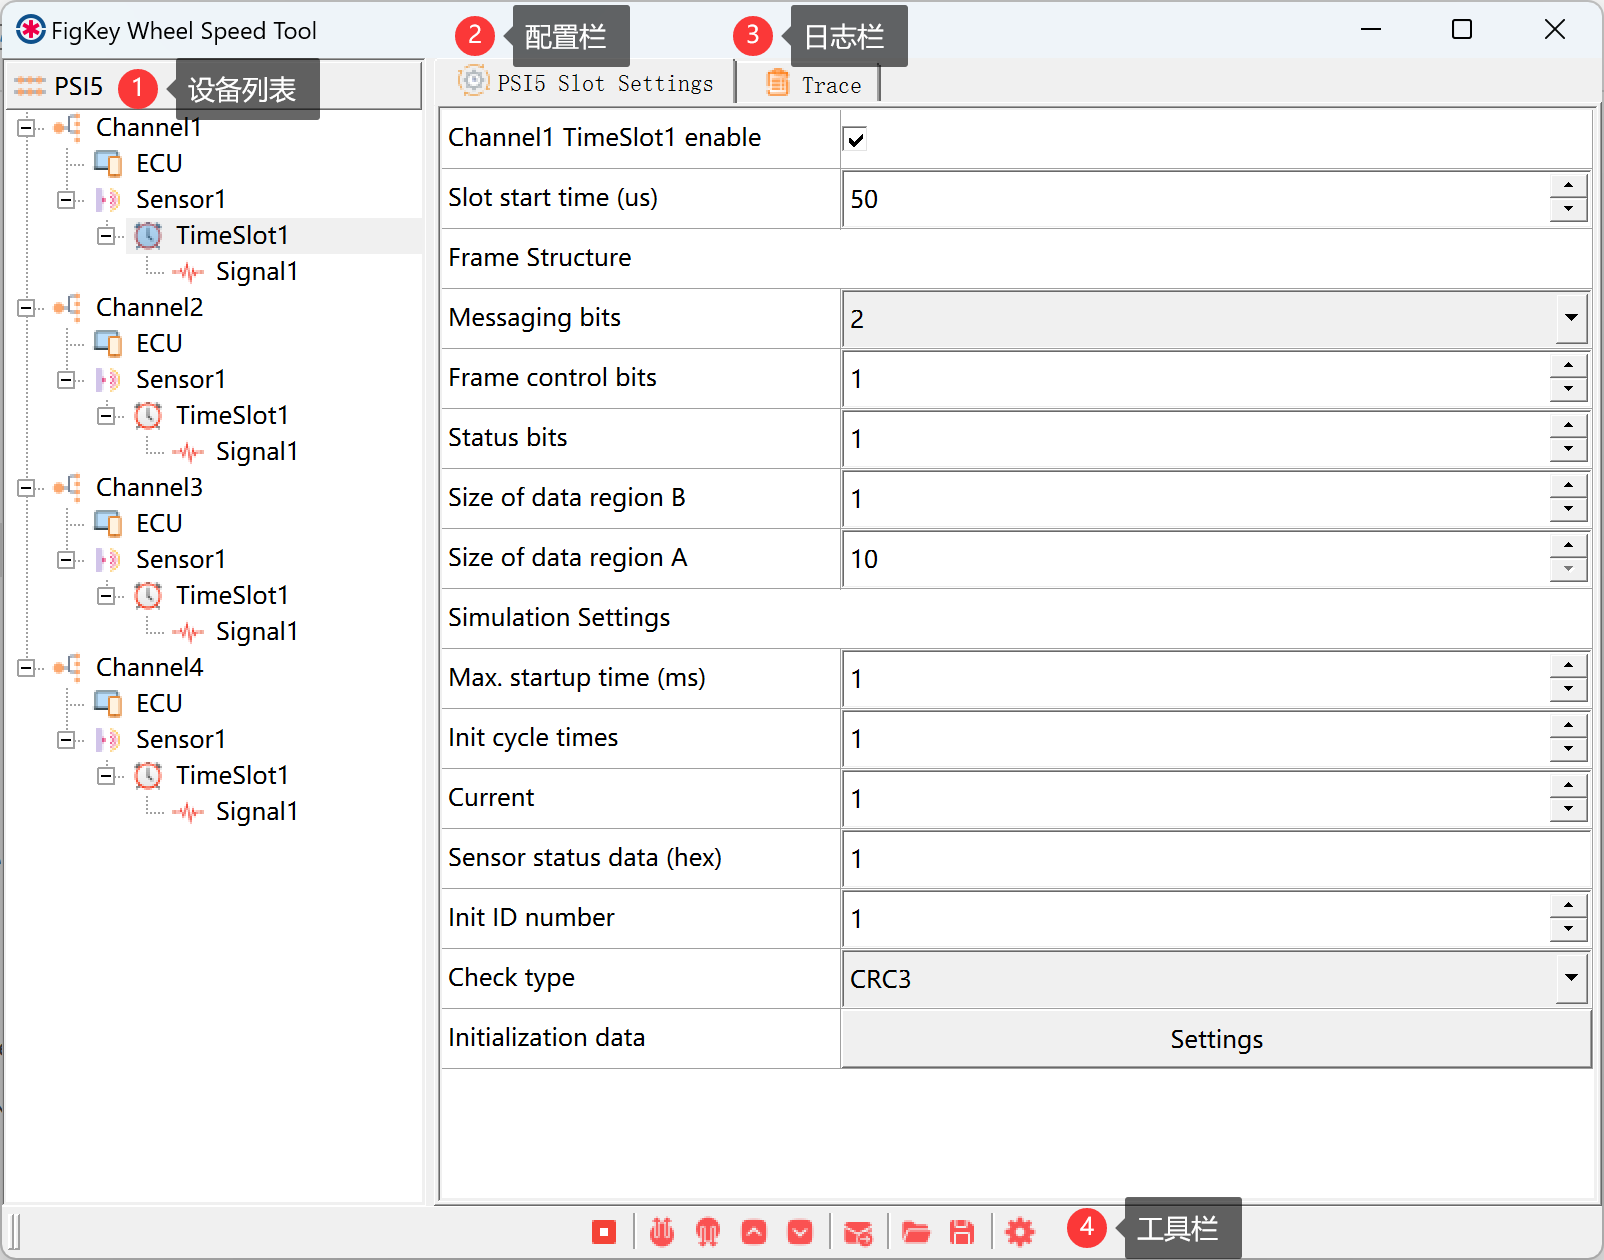 FigKey Wheel Speed Tool
2 配置栏
3 日志栏
PSI5
1 设备列表
PSI5 Slot Settings
Trace
Channel1
ECU
Sensor1
TimeSlot1
Signal1
Channel2
ECU
Sensor1
TimeSlot1
Signal1
Channel3
ECU
Sensor1
TimeSlot1
Signal1
Channel4
ECU
Sensor1
TimeSlot1
Signal1
Channel1 TimeSlot1 enable
Slot start time (us) 50
Frame Structure
Messaging bits 2
Frame control bits 1
Status bits 1
Size of data region B 1
Size of data region A 10
Simulation Settings
Max. startup time (ms) 1
Init cycle times 1
Current 1
Sensor status data (hex) 1
Init ID number 1
Check type CRC3
Initialization data Settings
4 工具栏